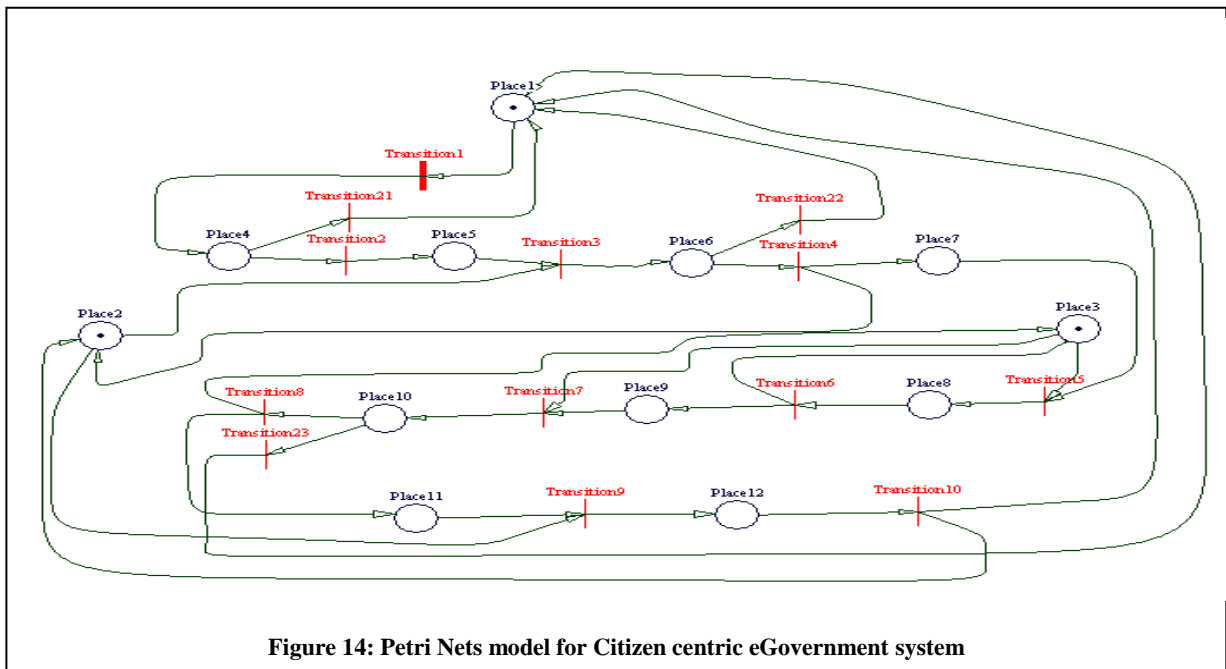 Place1
Transition1
Transition21
Transition22
Place4
Transition2
Place5
Transition3
Place6
Transition4
Place7
Place2
Place3
Transition8
Place10
Transition7
Place9
Transition6
Place8
Transition5
Transition23
Place11
Transition9
Place12
Transition10
Figure 14: Petri Nets model for Citizen centric eGovernment system